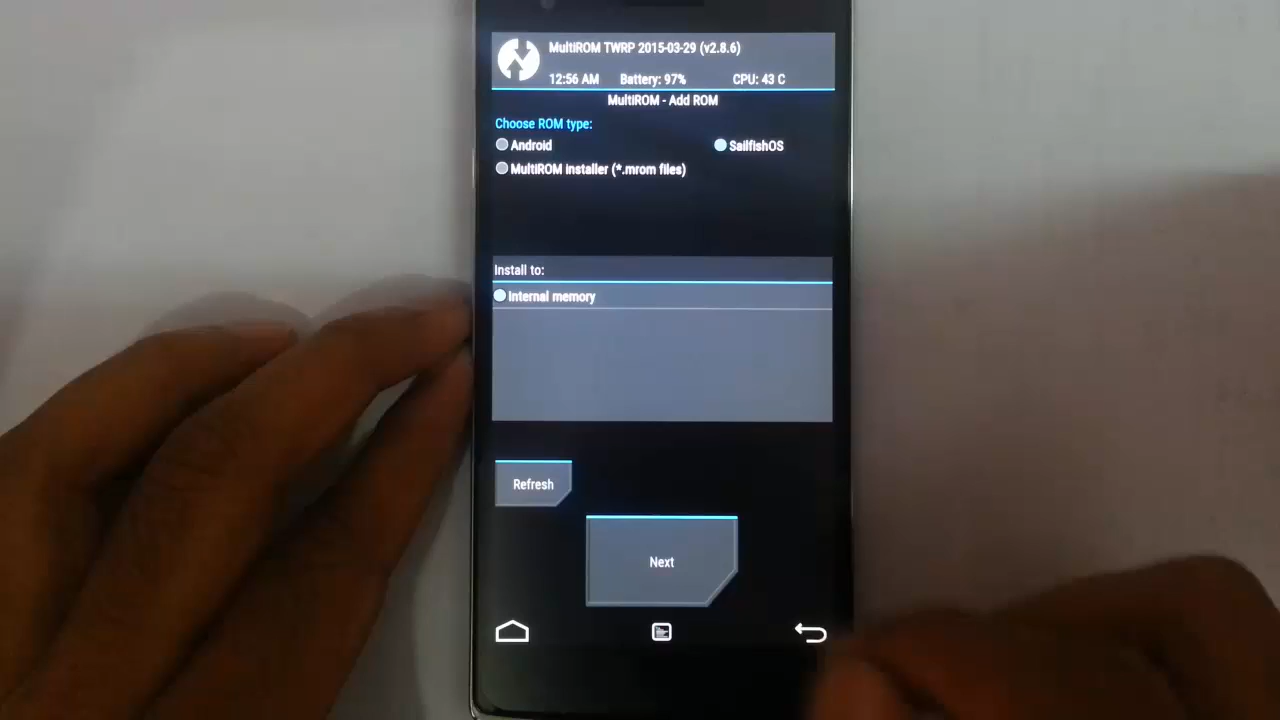 MultiROM TWRP 2015-03-29 (v2.8.6)
12:56 AM Battery: 97% CPU: 43 C
MultiROM - Add ROM
Choose ROM type:
Android SailfishOS
MultiROM installer (*.mrom files)
Install to:
Internal memory
Refresh
Next